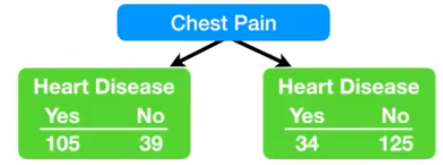 Chest Pain
Heart Disease
Yes No
105 39
Heart Disease
Yes No
34 125